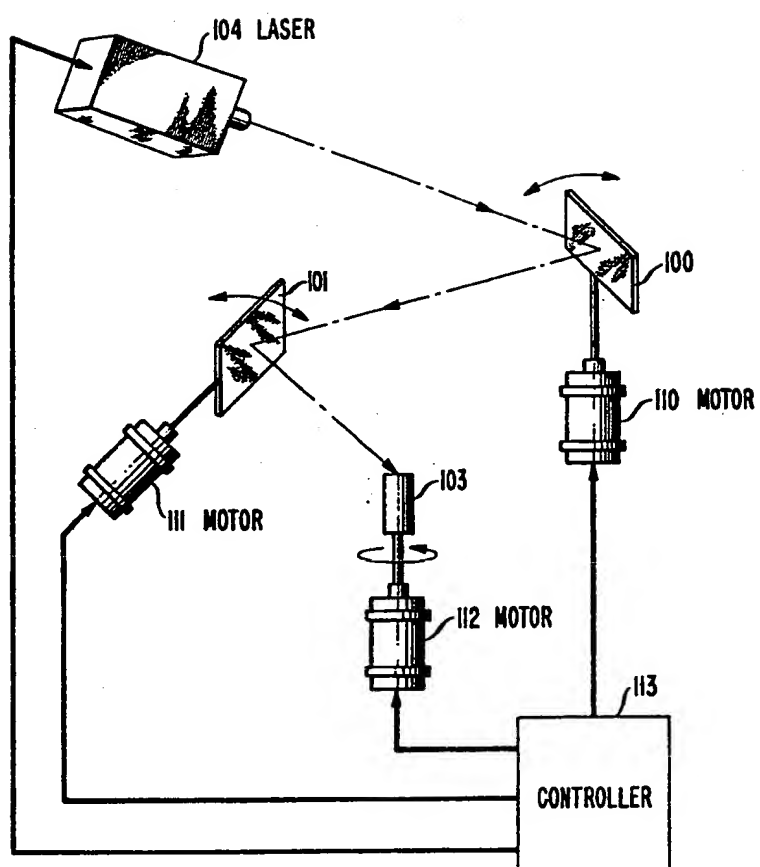 104 LASER
100
101
110 MOTOR
103
111 MOTOR
112 MOTOR
113
CONTROLLER